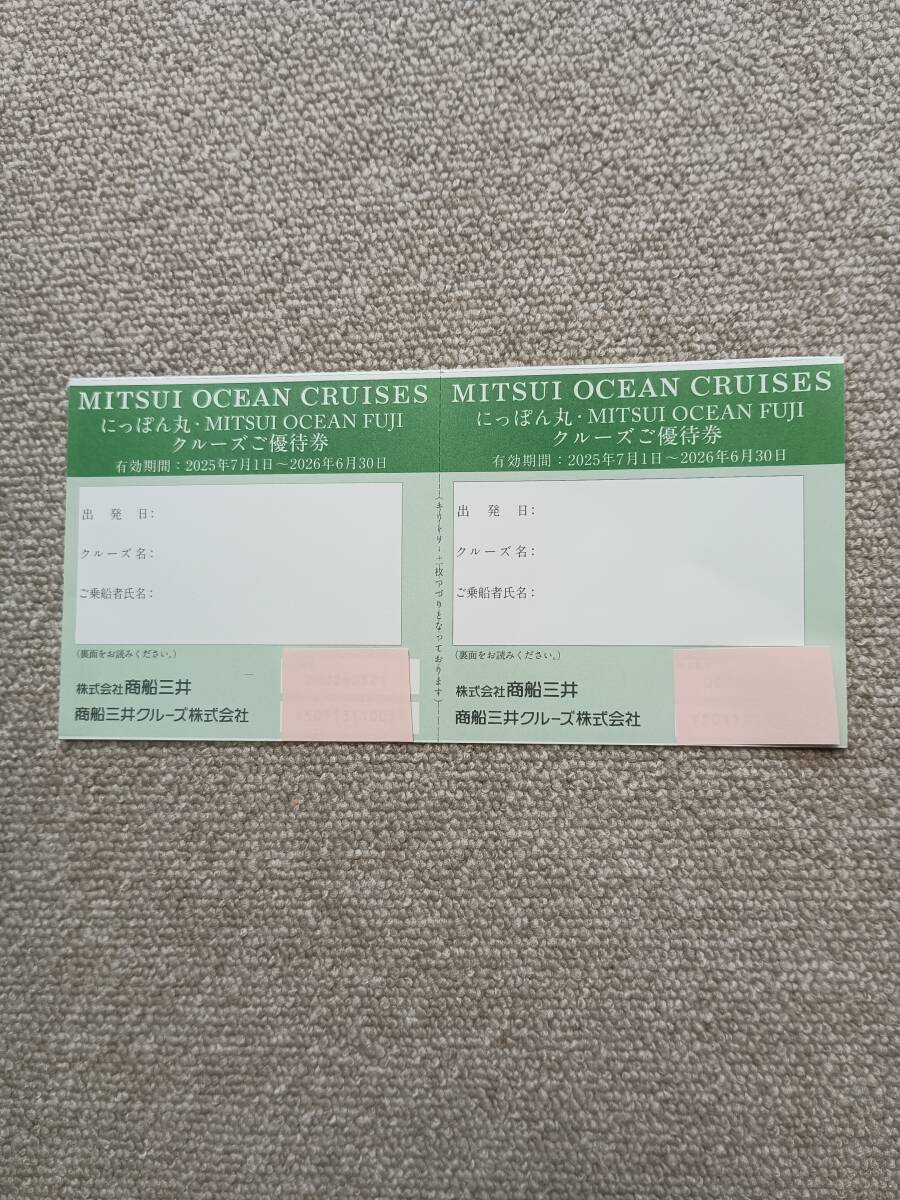 MITSUI OCEAN CRUISES
にっぽん丸・MITSUI OCEAN FUJI
クルーズご優待券
有効期間：2025年7月1日～2026年6月30日
出発日：
クルーズ名：
ご乗船者氏名：
(裏面をお読みください。)
株式会社商船三井
商船三井クルーズ株式会社
MITSUI OCEAN CRUISES
にっぽん丸・MITSUI OCEAN FUJI
クルーズご優待券
有効期間：2025年7月1日～2026年6月30日
出発日：
クルーズ名：
ご乗船者氏名：
(裏面をお読みください。)
株式会社商船三井
商船三井クルーズ株式会社